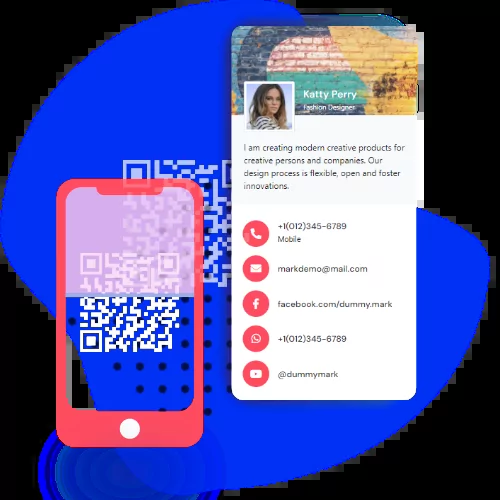 Katty Perry
Fashion Designer
I am creating modern creative products for
creative persons and companies. Our
design process is flexible, open and foster
innovations.
+1(012)345-6789
Mobile
markdemo@mail.com
facebook.com/dummy.mark
+1(012)345-6789
@dummymark